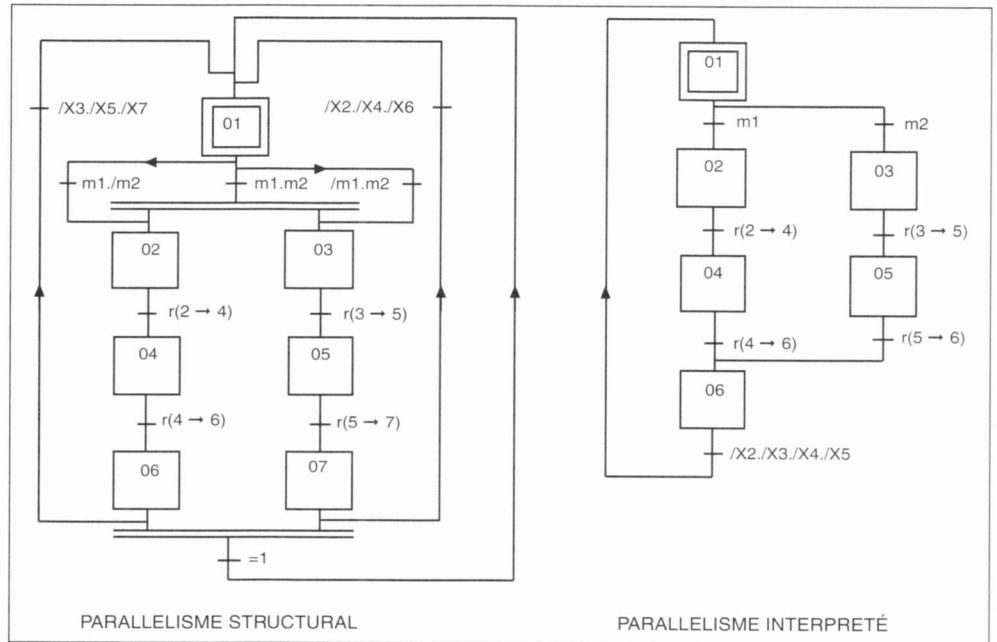 /X3./X5./X7
/X2./X4./X6
01
m1./m2
m1.m2
/m1.m2
02
03
r(2 → 4)
r(3 → 5)
04
05
r(4 → 6)
r(5 → 7)
06
07
=1
PARALLELISME STRUCTURAL
01
m1
m2
02
03
r(2 → 4)
r(3 → 5)
04
05
r(4 → 6)
r(5 → 6)
06
/X2./X3./X4./X5
PARALLELISME INTERPRETÉ